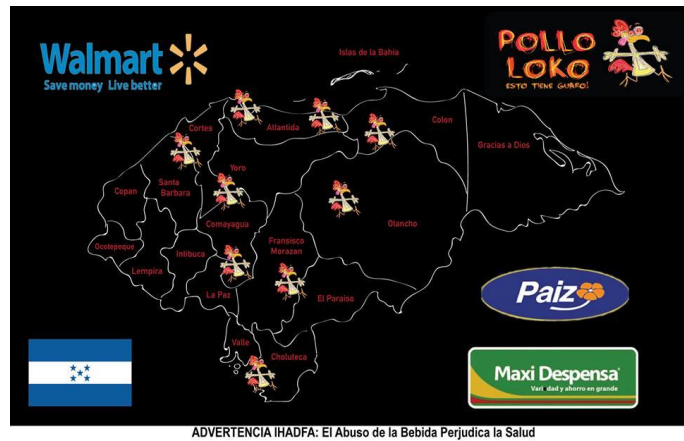 Walmart
Save money Live better
POLLO
LOKO
ESTO TIENE GUARO!
Islas de la Bahia
Cortes
Atlantida
Colon
Gracias a Dios
Yoro
Copan
Santa
Barbara
Olancho
Comayagua
Ocotepeque
Intibuca
Fransisco
Morazan
Lempira
La Paz
El Paraiso
Paiz
Valle
Choluteca
Maxi Despensa
Variedad y ahorro en grande
ADVERTENCIA IHADFA: El Abuso de la Bebida Perjudica la Salud